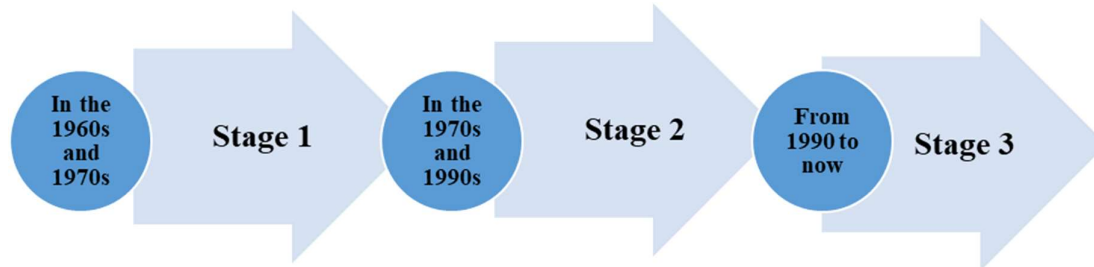 In the
1960s
and
1970s
Stage 1
In the
1970s
and
1990s
Stage 2
From
1990 to
now
Stage 3